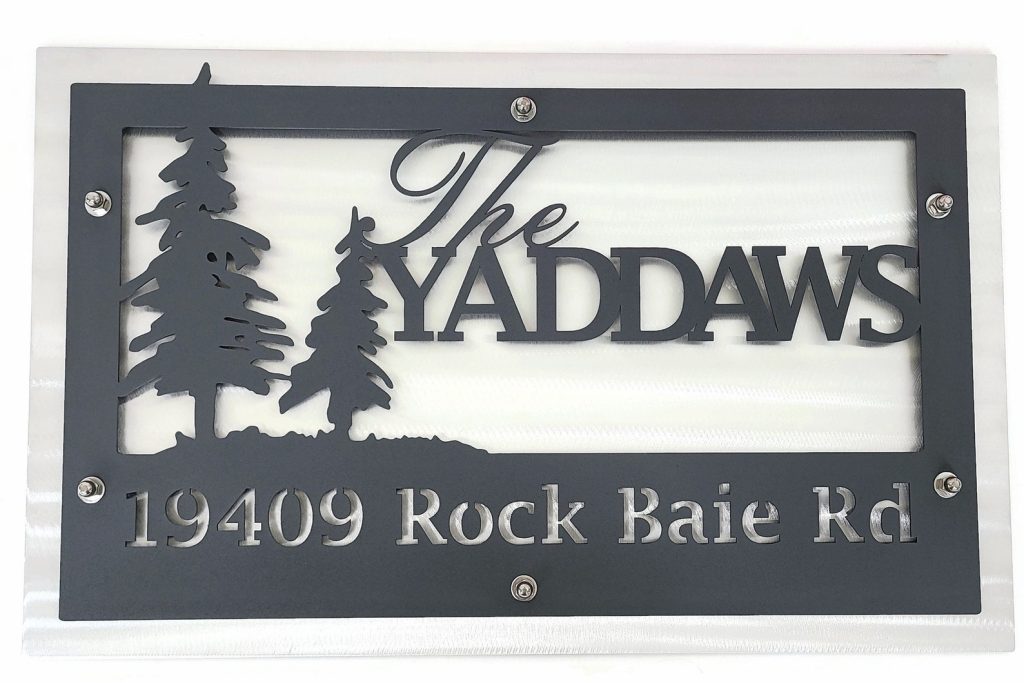 The
YADDAWS
19409 Rock Baie Rd